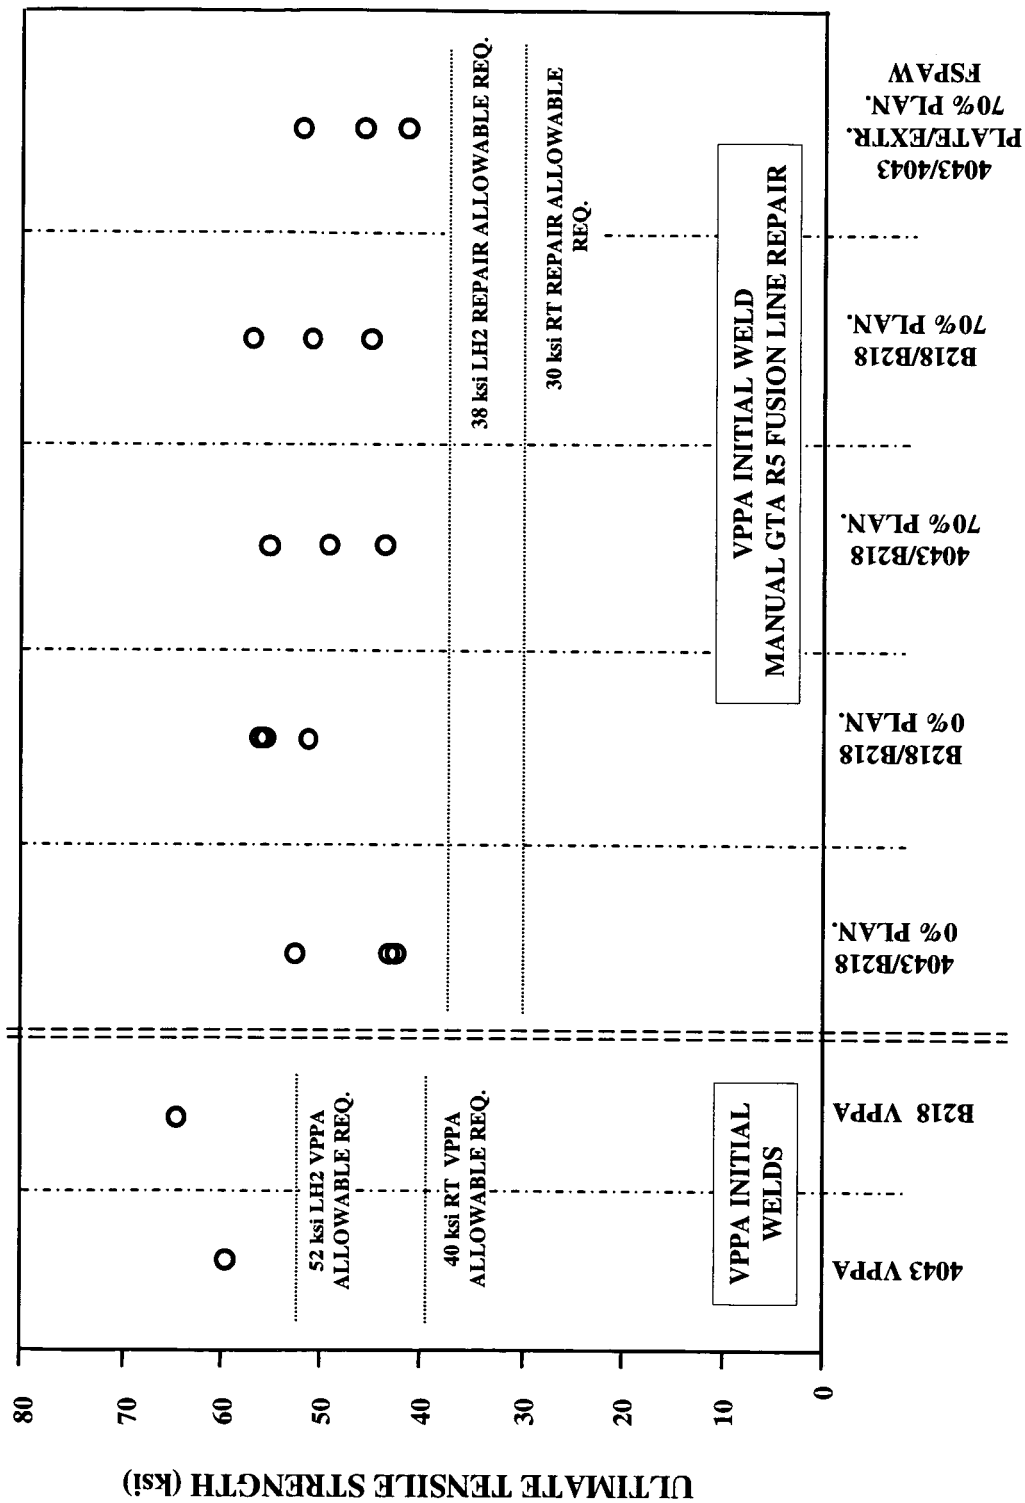 ULTIMATE TENSILE STRENGTH (ksi)
80
70
60
50
40
30
20
10
0
52 ksi LH2 VPPA
ALLOWABLE REQ.
40 ksi RT VPPA
ALLOWABLE REQ.
VPPA INITIAL
WELDS
38 ksi LH2 REPAIR ALLOWABLE REQ.
30 ksi RT REPAIR ALLOWABLE
REQ.
VPPA INITIAL WELD
MANUAL GTA R5 FUSION LINE REPAIR
4043 VPPA
B218 VPPA
4043/B218
0% PLAN.
B218/B218
0% PLAN.
4043/B218
70% PLAN.
B218/B218
70% PLAN.
4043/4043
PLATE/EXTR.
70% PLAN.
FSPAW